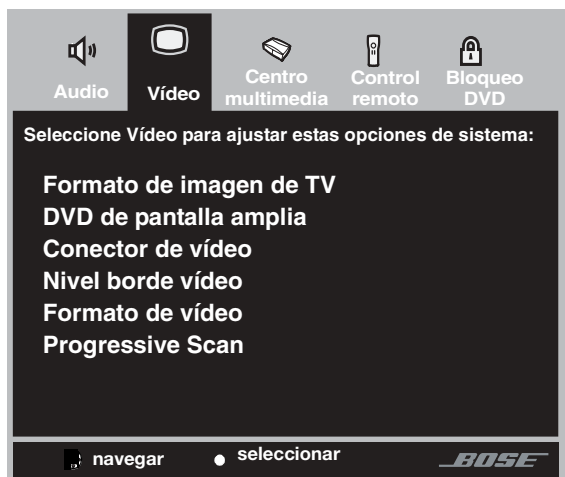 Audio
Vídeo
Centro
multimedia
Control
remoto
Bloqueo
DVD
Seleccione Vídeo para ajustar estas opciones de sistema:
Formato de imagen de TV
DVD de pantalla amplia
Conector de vídeo
Nivel borde vídeo
Formato de vídeo
Progressive Scan
navegar
seleccionar
BOSE